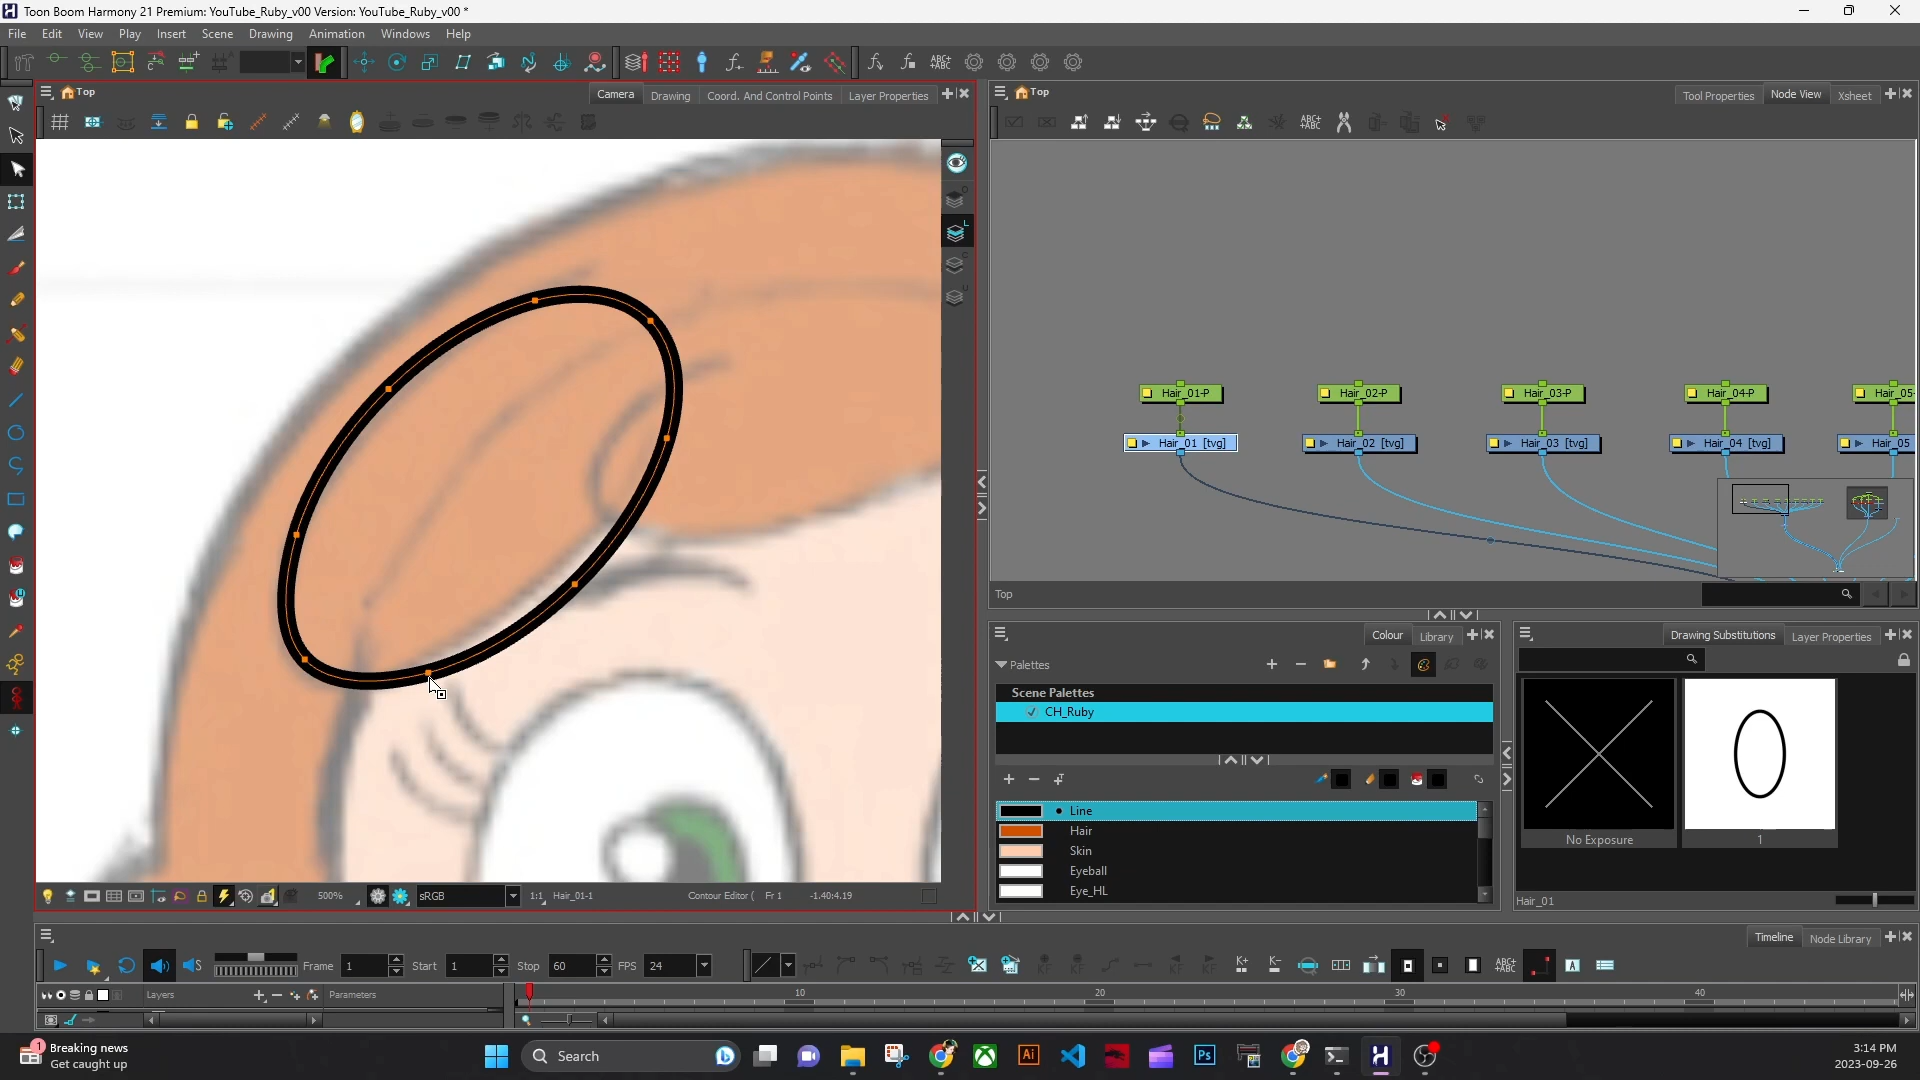 Toon Boom Harmony 21 Premium: YouTube_Ruby_v00 Version: YouTube_Ruby_v00 *
File Edit View Play Insert Scene Drawing Animation Windows Help
Top
Camera Drawing Coord. And Control Points Layer Properties
Top
Tool Properties Node View Xsheet
Hair_01-P Hair_02-P Hair_03-P Hair_04-P Hair_05-
Hair_01 [tvg] Hair_02 [tvg] Hair_03 [tvg] Hair_04 [tvg] Hair_05
Top
Colour Library
Palettes
Scene Palettes
CH_Ruby
Line
Hair
Skin
Eyeball
Eye_HL
Drawing Substitutions Layer Properties
No Exposure
1
Hair_01
500% sRGB 1:1 Hair_01-1 Contour Editor ( Fr 1 -1.40:4.19
Timeline Node Library
Frame 1 Start 1 Stop 60 FPS 24
Layers Parameters
10 20 30 40
1
Breaking news
Get caught up
Search
3:14 PM
2023-09-26